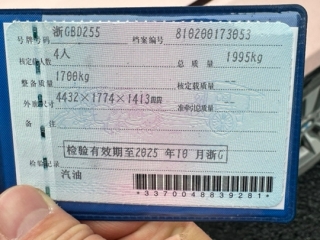 号牌号码 浙GBD255 档案编号 810200173053
核定载人数 4人 总质量 1995kg
整备质量 1700kg 核定载质量 --
外廓尺寸 4432×1774×1413mm 准牵引总质量 --
备注
检验有效期至2025年10月浙G
检验记录
汽油
*3370048839281*